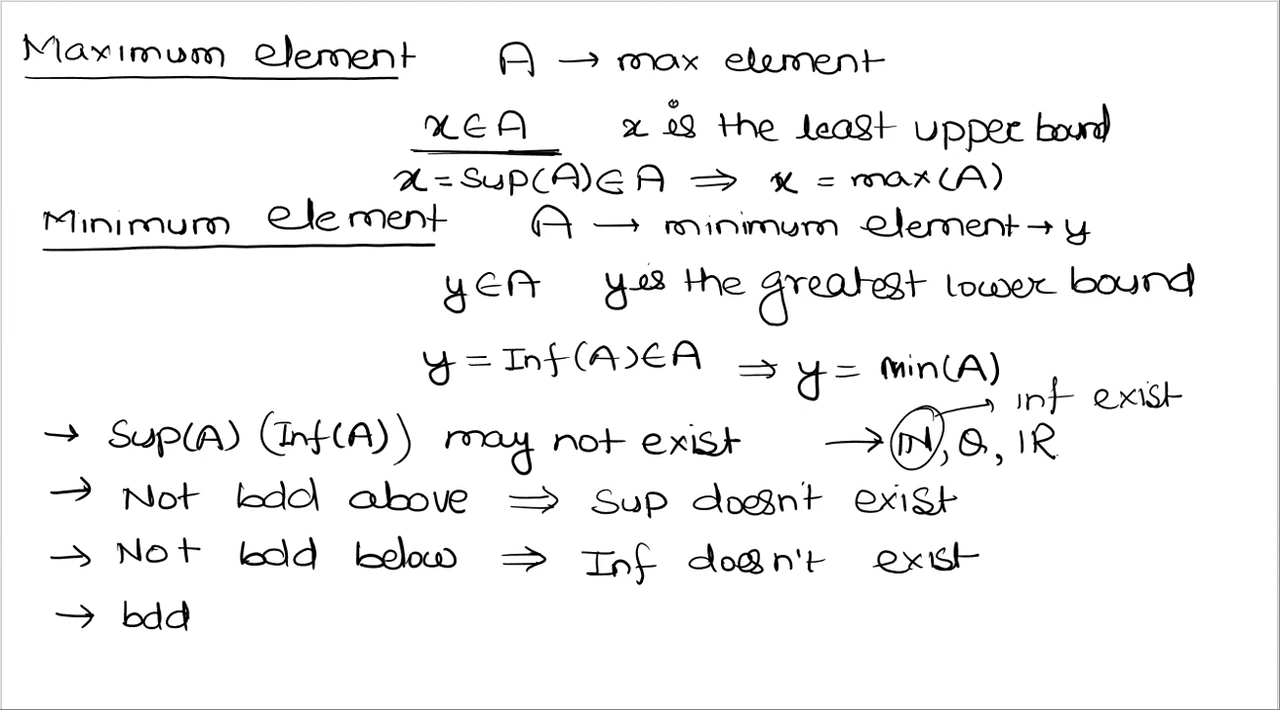 Maximum element A → max element
x ∈ A x is the least upper bound
x = Sup(A) ∈ A ⇒ x = max(A)
Minimum element A → minimum element → y
y ∈ A y is the greatest lower bound
y = Inf(A) ∈ A ⇒ y = min(A)
→ inf exist
→ Sup(A) (Inf(A)) may not exist → ℕ, Q, ℝ
→ Not bdd above ⇒ Sup doesn't exist
→ Not bdd below ⇒ Inf doesn't exist
→ bdd